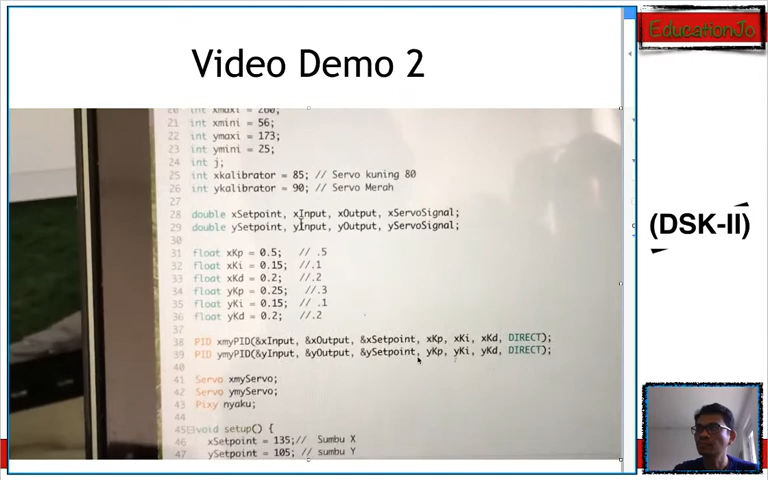 EducationJo
Video Demo 2
20 int xmaxi = 260;
21 int xmini = 56;
22 int ymaxi = 173;
23 int ymini = 25;
24 int j;
25 int xkalibrator = 85; // Servo kuning 80
26 int ykalibrator = 90; // Servo Merah
27
28 double xSetpoint, xInput, xOutput, xServoSignal;
29 double ySetpoint, yInput, yOutput, yServoSignal;
30
31 float xKp = 0.5; // .5
32 float xKi = 0.15; //.1
33 float xKd = 0.2; //.2
34 float yKp = 0.25; //.3
35 float yKi = 0.15; // .1
36 float yKd = 0.2; //.2
37
38 PID xmyPID(&xInput, &xOutput, &xSetpoint, xKp, xKi, xKd, DIRECT);
39 PID ymyPID(&yInput, &yOutput, &ySetpoint, yKp, yKi, yKd, DIRECT);
40
41 Servo xmyServo;
42 Servo ymyServo;
43 Pixy nyaku;
44
45 void setup() {
46 xSetpoint = 135;// Sumbu X
47 ySetpoint = 105; // sumbu Y
(DSK-II)